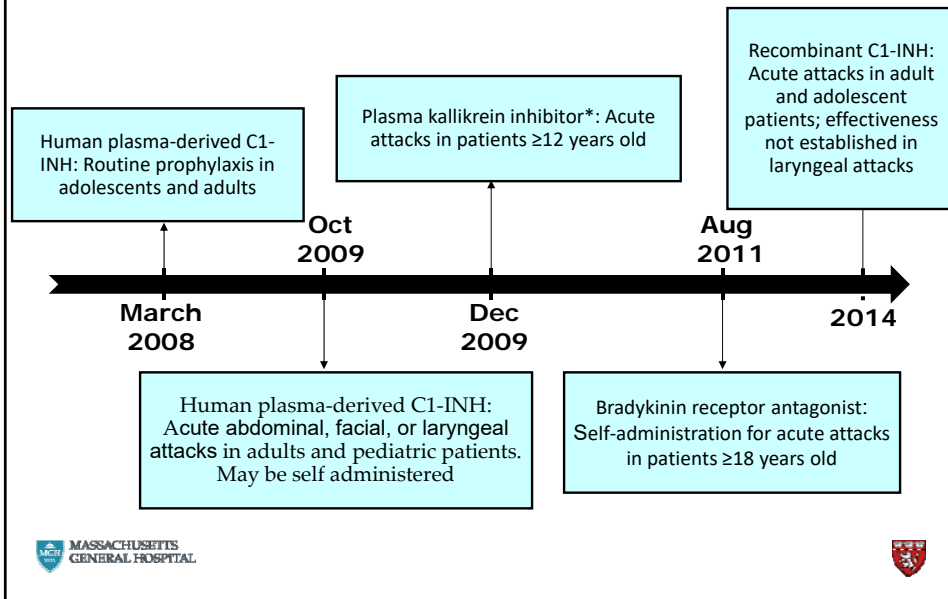 Human plasma-derived C1-
INH: Routine prophylaxis in
adolescents and adults
Plasma kallikrein inhibitor*: Acute
attacks in patients ≥12 years old
Recombinant C1-INH:
Acute attacks in adult
and adolescent
patients; effectiveness
not established in
laryngeal attacks
Oct
2009
Aug
2011
March
2008
Dec
2009
2014
Human plasma-derived C1-INH:
Acute abdominal, facial, or laryngeal
attacks in adults and pediatric patients.
May be self administered
Bradykinin receptor antagonist:
Self-administration for acute attacks
in patients ≥18 years old
MGH
MASSACHUSETTS
GENERAL HOSPITAL